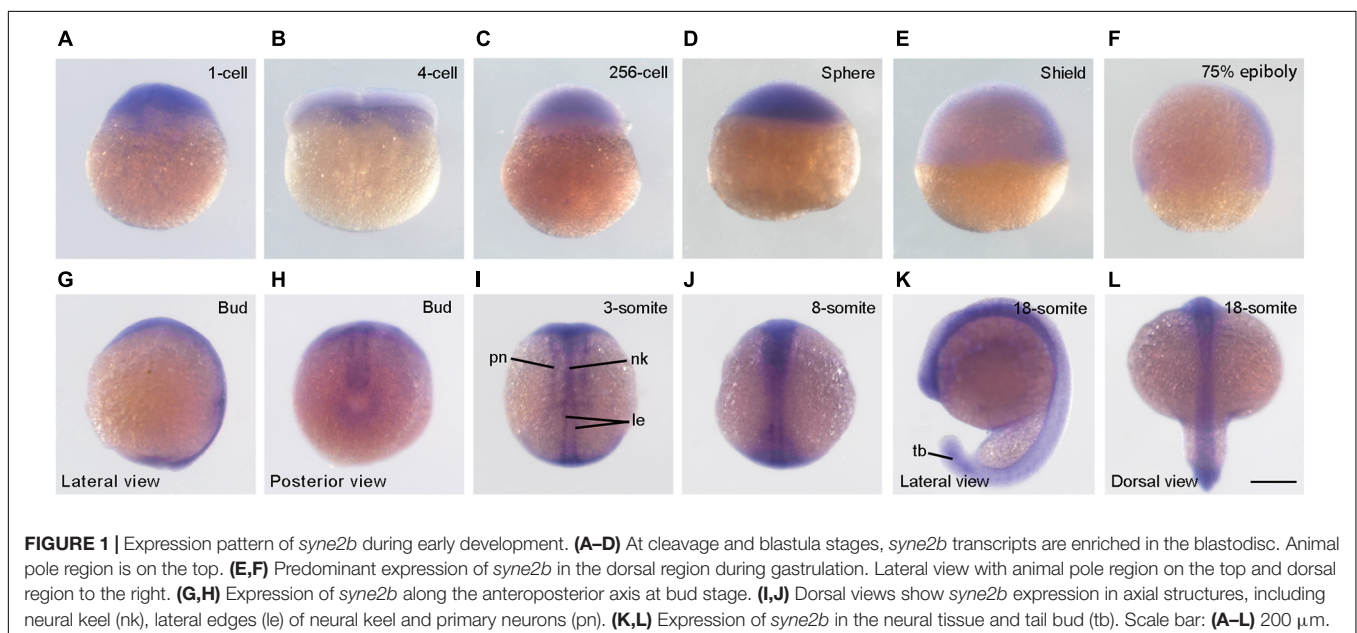 A
B
C
D
E
F
1-cell
4-cell
256-cell
Sphere
Shield
75% epiboly
G
H
I
J
K
L
Bud
Bud
3-somite
8-somite
18-somite
18-somite
pn
nk
le
tb
Lateral view
Posterior view
Lateral view
Dorsal view
FIGURE 1 | Expression pattern of syne2b during early development. (A–D) At cleavage and blastula stages, syne2b transcripts are enriched in the blastodisc. Animal
pole region is on the top. (E,F) Predominant expression of syne2b in the dorsal region during gastrulation. Lateral view with animal pole region on the top and dorsal
region to the right. (G,H) Expression of syne2b along the anteroposterior axis at bud stage. (I,J) Dorsal views show syne2b expression in axial structures, including
neural keel (nk), lateral edges (le) of neural keel and primary neurons (pn). (K,L) Expression of syne2b in the neural tissue and tail bud (tb). Scale bar: (A–L) 200 μm.